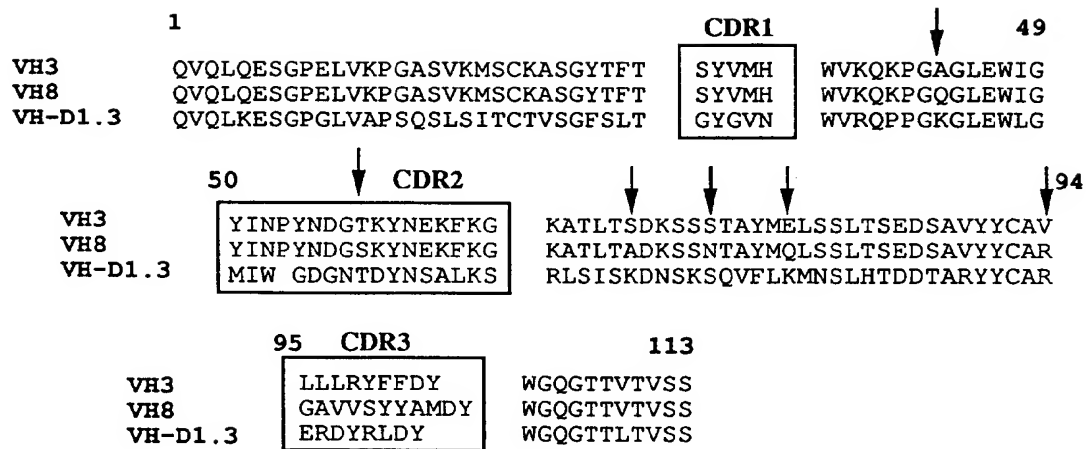 1 CDR1 49
VH3 QVQLQESGPELVKPGASVKMSCKASGYTFT SYVMH WVKQKPGAGLEWIG
VH8 QVQLQESGPELVKPGASVKMSCKASGYTFT SYVMH WVKQKPGQGLEWIG
VH-D1.3 QVQLKESGPGLVAPSQSLSITCTVSGFSLT GYGVN WVRQPPGKGLEWLG
50 CDR2 94
VH3 YINPYNDGTKYNEKFKG KATLTSDKSSSTAYMELSSLTSEDSAVYYCAV
VH8 YINPYNDGSKYNEKFKG KATLTADKSSNTAYMQLSSLTSEDSAVYYCAR
VH-D1.3 MIW GDGNTDYNSALKS RLSISKDNSKSQVFLKMNSLHTDDTARYYCAR
95 CDR3 113
VH3 LLLRYFFDY WGQGTTVTVSS
VH8 GAVVSYYAMDY WGQGTTVTVSS
VH-D1.3 ERDYRLDY WGQGTTLTVSS